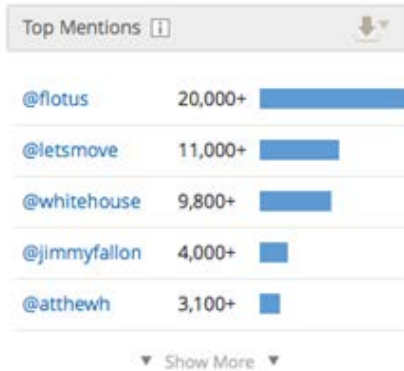 Top Mentions i
@flotus 20,000+
@letsmove 11,000+
@whitehouse 9,800+
@jimmyfallon 4,000+
@atthewh 3,100+
▼ Show More ▼